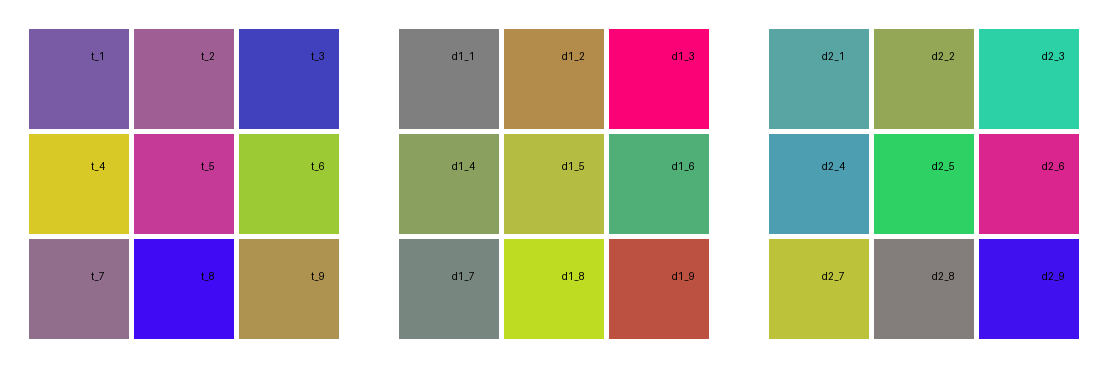 t_1 t_2 t_3 d1_1 d1_2 d1_3 d2_1 d2_2 d2_3
t_4 t_5 t_6 d1_4 d1_5 d1_6 d2_4 d2_5 d2_6
t_7 t_8 t_9 d1_7 d1_8 d1_9 d2_7 d2_8 d2_9